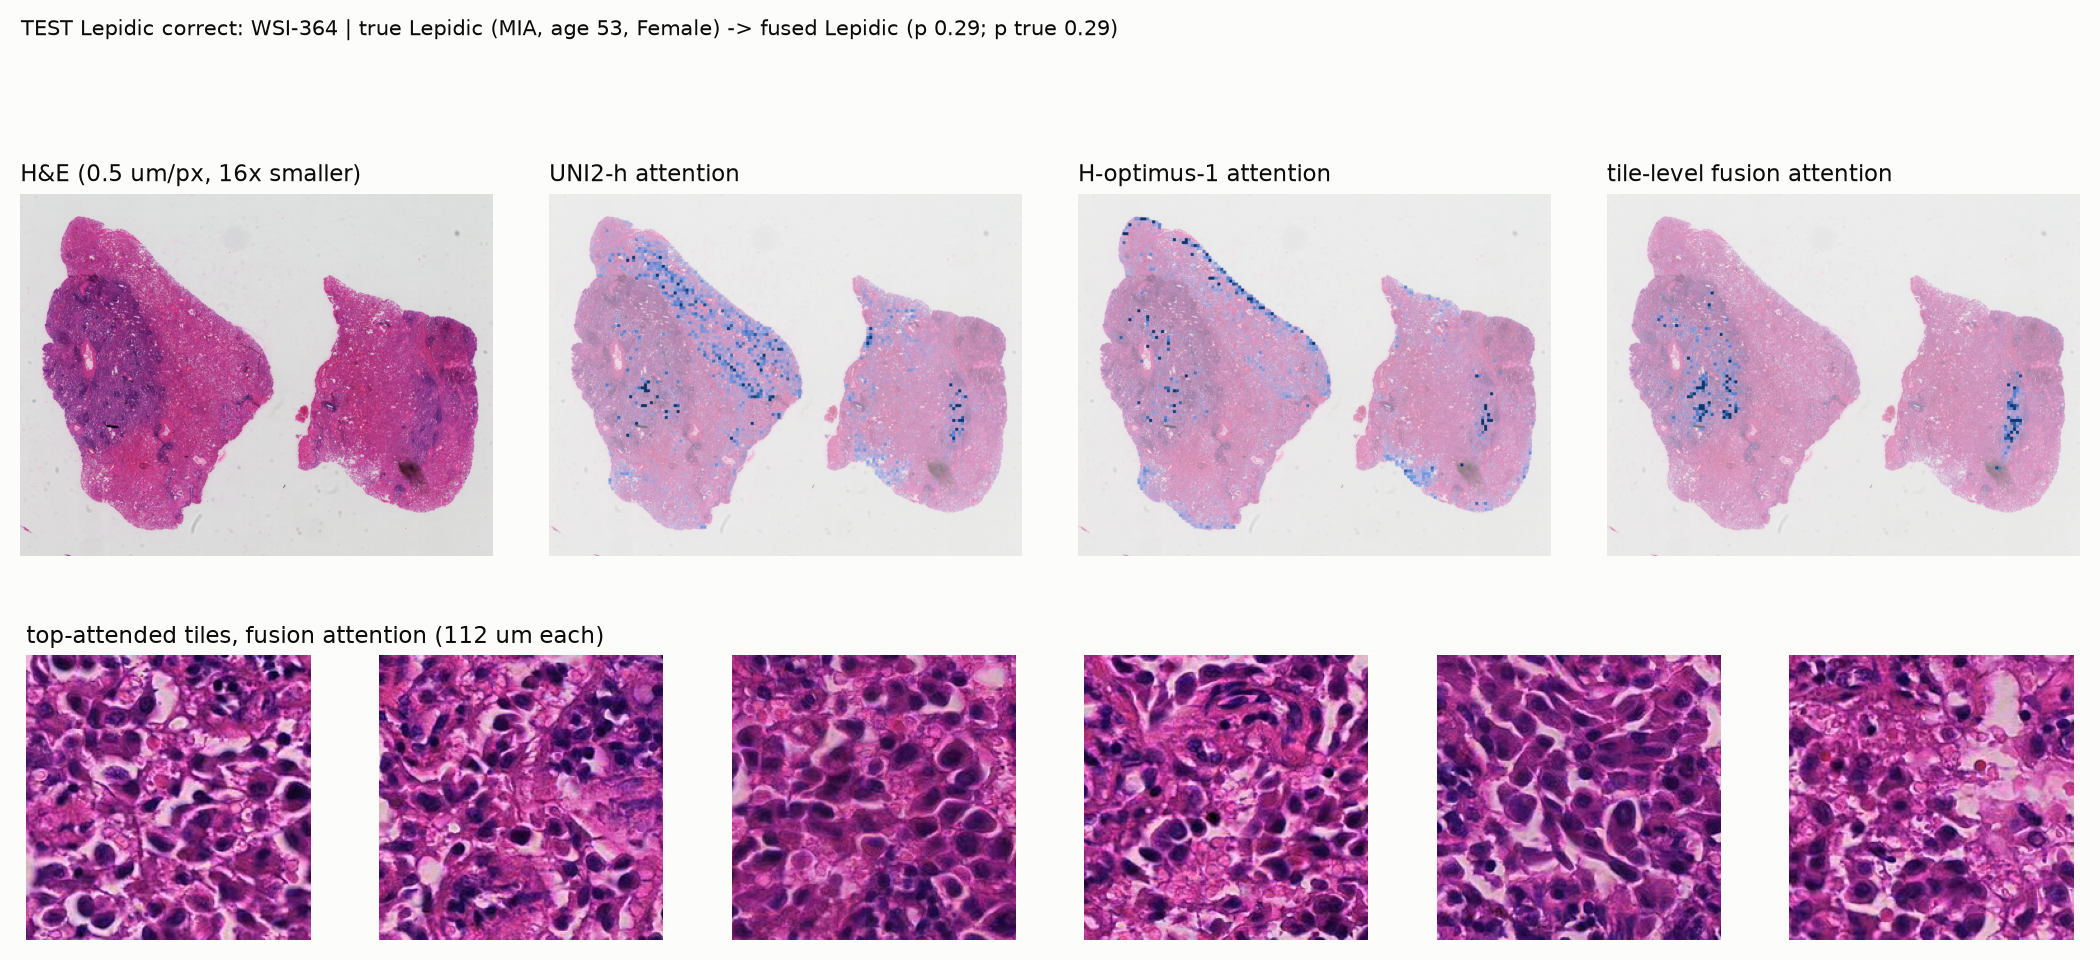 TEST Lepidic correct: WSI-364 | true Lepidic (MIA, age 53, Female) -> fused Lepidic (p 0.29; p true 0.29)
H&E (0.5 um/px, 16x smaller)
UNI2-h attention
H-optimus-1 attention
tile-level fusion attention
top-attended tiles, fusion attention (112 um each)